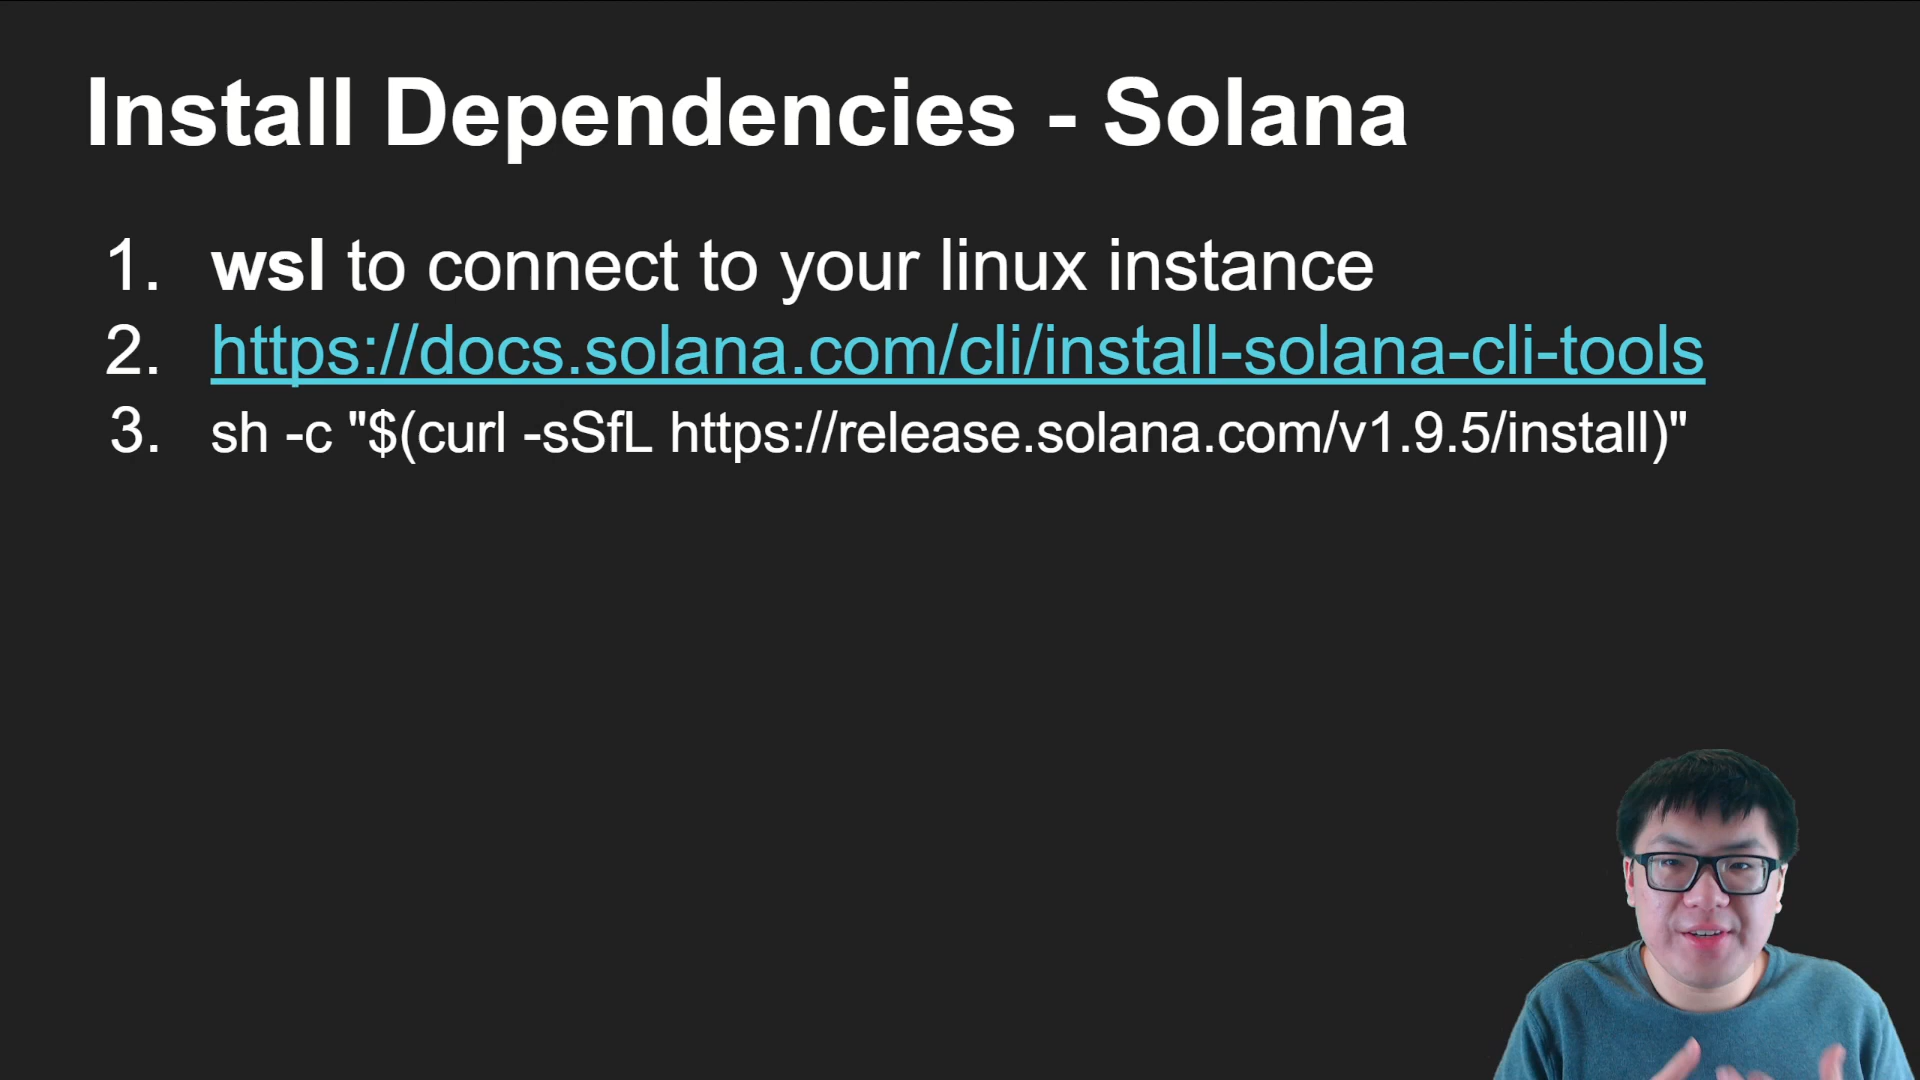 Install Dependencies - Solana
1. wsl to connect to your linux instance
2. https://docs.solana.com/cli/install-solana-cli-tools
3. sh -c "$(curl -sSfL https://release.solana.com/v1.9.5/install)"